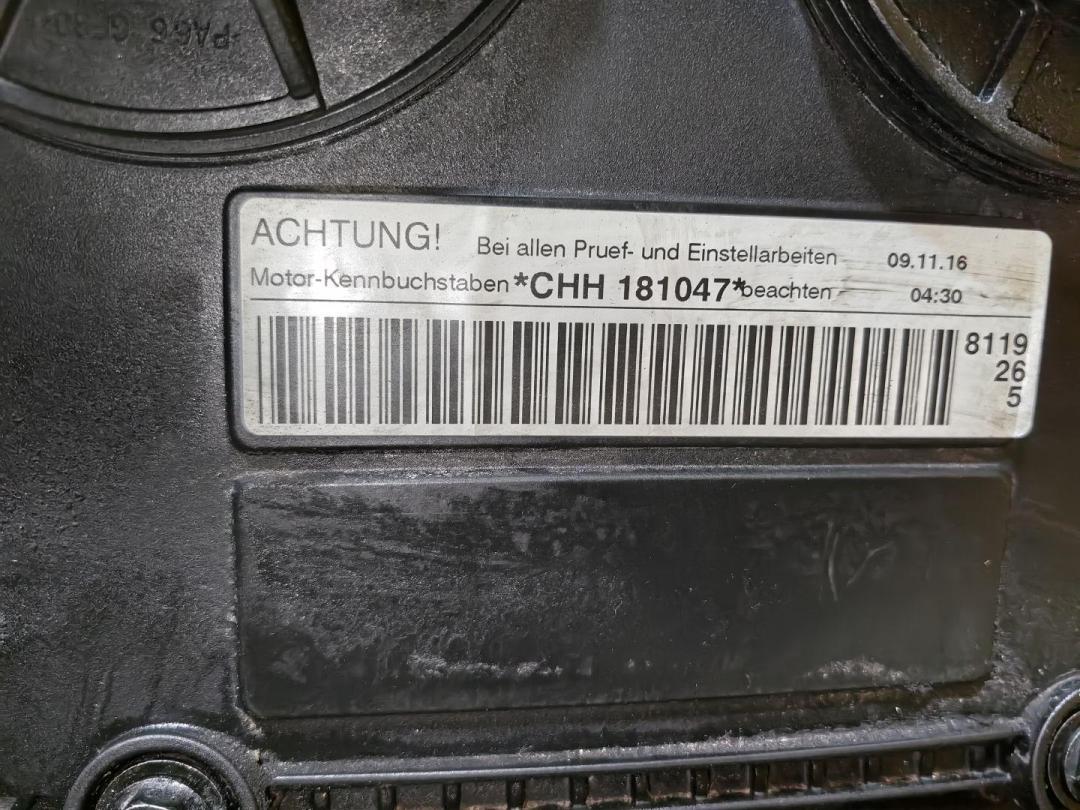 >PA66 GF30<
ACHTUNG! Bei allen Pruef- und Einstellarbeiten 09.11.16
Motor-Kennbuchstaben *CHH 181047* beachten 04:30
8119
26
5